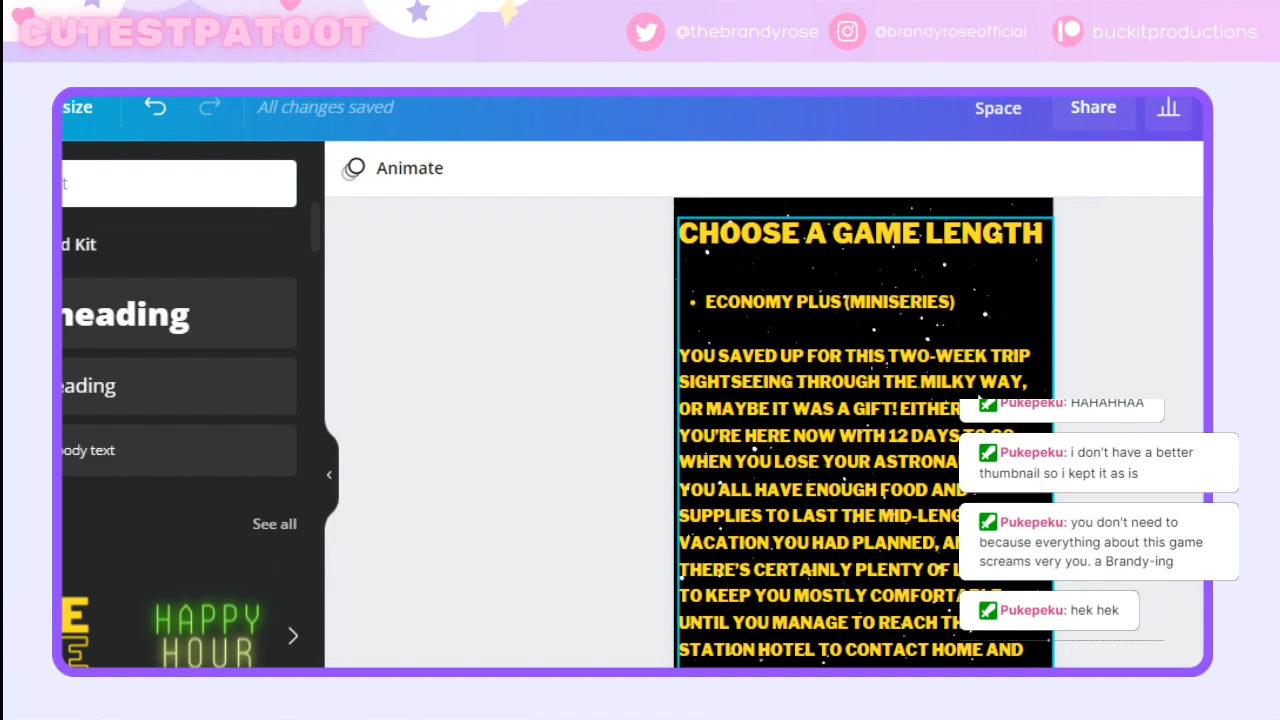 CUTESTPATOOT
@thebrandyrose
@brandyroseofficial
buckitproductions
size
All changes saved
Space
Share
t
Animate
d Kit
heading
eading
body text
See all
E
E
HAPPY
HOUR
CHOOSE A GAME LENGTH
• ECONOMY PLUS (MINISERIES)
YOU SAVED UP FOR THIS TWO-WEEK TRIP
SIGHTSEEING THROUGH THE MILKY WAY,
OR MAYBE IT WAS A GIFT! EITHER
YOU'RE HERE NOW WITH 12 DAYS TO GO
WHEN YOU LOSE YOUR ASTRONA
YOU ALL HAVE ENOUGH FOOD AND
SUPPLIES TO LAST THE MID-LENG
VACATION YOU HAD PLANNED, AN
THERE'S CERTAINLY PLENTY OF
TO KEEP YOU MOSTLY COMFORTA
UNTIL YOU MANAGE TO REACH TH
STATION HOTEL TO CONTACT HOME AND
Pukepeku: HAHAHHAA
Pukepeku: i don't have a better
thumbnail so i kept it as is
Pukepeku: you don't need to
because everything about this game
screams very you. a Brandy-ing
Pukepeku: hek hek